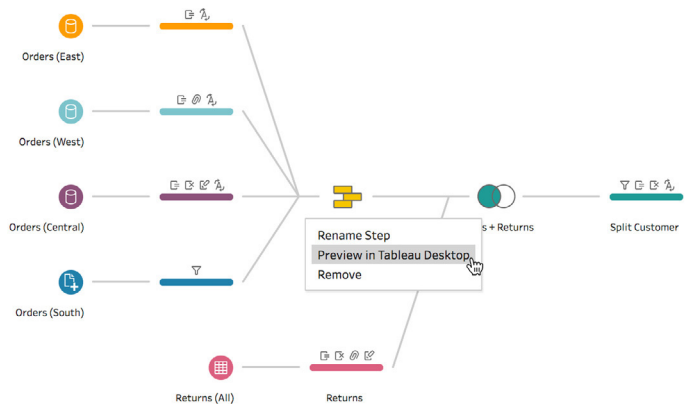 Orders (East)
Orders (West)
Orders (Central)
Rename Step
Preview in Tableau Desktop
Remove
s + Returns
Split Customer
Orders (South)
Returns (All)
Returns